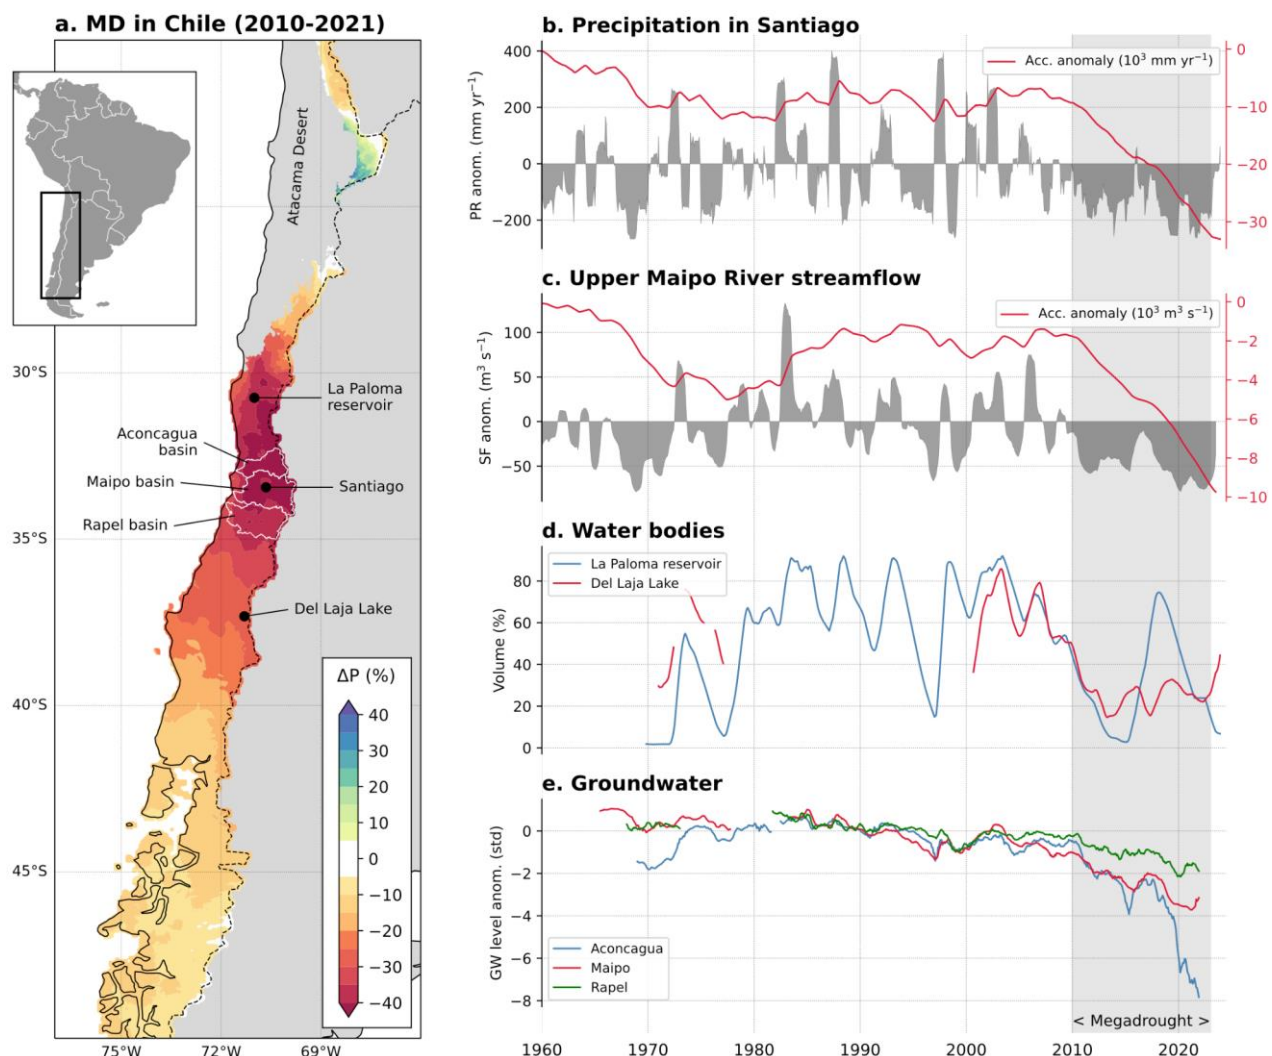 a. MD in Chile (2010-2021)
Atacama Desert
30°S
35°S
40°S
45°S
La Paloma
reservoir
Aconcagua
basin
Maipo basin
Santiago
Rapel basin
Del Laja Lake
ΔP (%)
40
30
20
10
0
−10
−20
−30
−40
75°W
72°W
69°W
b. Precipitation in Santiago
PR anom. (mm yr⁻¹)
400
200
0
−200
Acc. anomaly (10³ mm yr⁻¹)
0
−10
−20
−30
c. Upper Maipo River streamflow
SF anom. (m³ s⁻¹)
100
50
0
−50
Acc. anomaly (10³ m³ s⁻¹)
0
−2
−4
−6
−8
−10
d. Water bodies
Volume (%)
80
60
40
20
0
La Paloma reservoir
Del Laja Lake
e. Groundwater
GW level anom. (std)
0
−2
−4
−6
−8
Aconcagua
Maipo
Rapel
< Megadrought >
1960
1970
1980
1990
2000
2010
2020